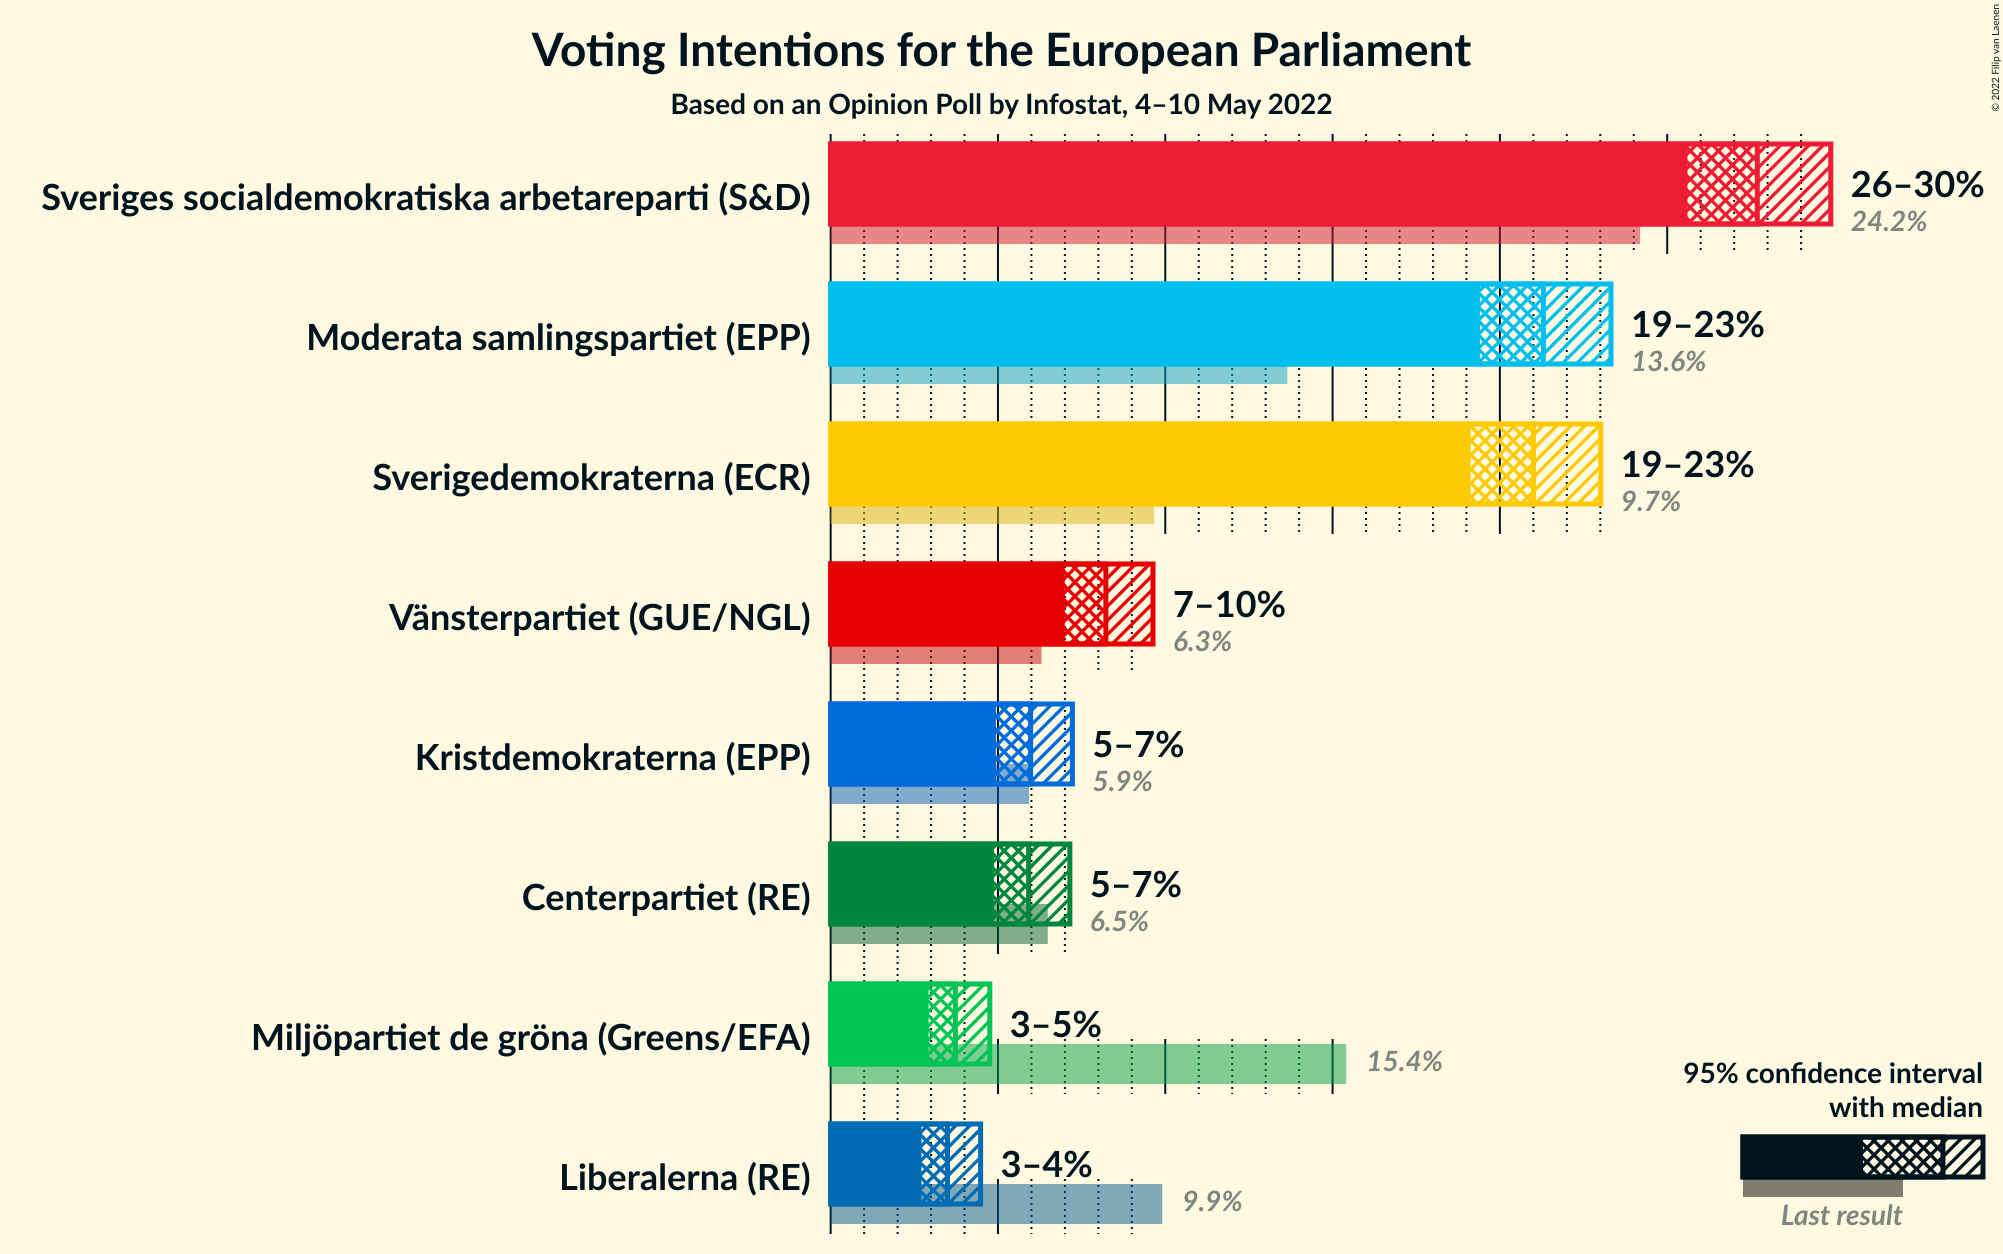 Voting Intentions for the European Parliament
Based on an Opinion Poll by Infostat, 4–10 May 2022
© 2022 Filip van Laenen
Sveriges socialdemokratiska arbetareparti (S&D)
26–30%
24.2%
Moderata samlingspartiet (EPP)
19–23%
13.6%
Sverigedemokraterna (ECR)
19–23%
9.7%
Vänsterpartiet (GUE/NGL)
7–10%
6.3%
Kristdemokraterna (EPP)
5–7%
5.9%
Centerpartiet (RE)
5–7%
6.5%
Miljöpartiet de gröna (Greens/EFA)
3–5%
15.4%
Liberalerna (RE)
3–4%
9.9%
95% confidence interval
with median
Last result